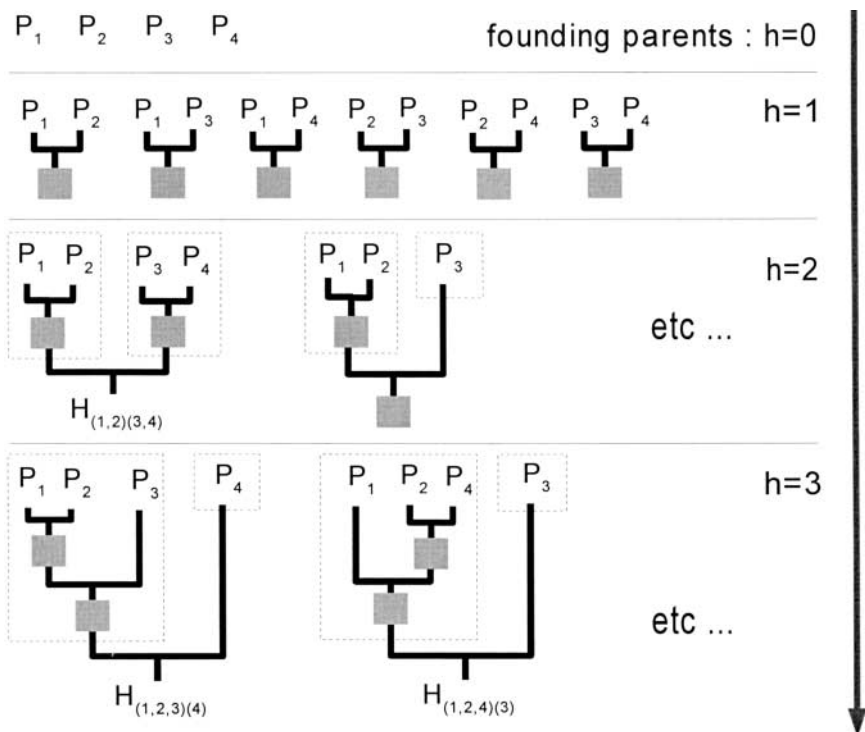 P₁ P₂ P₃ P₄ founding parents : h=0
P₁ P₂ P₁ P₃ P₁ P₄ P₂ P₃ P₂ P₄ P₃ P₄ h=1
P₁ P₂ P₃ P₄ P₁ P₂ P₃ h=2
etc ...
H₍₁,₂₎₍₃,₄₎
P₁ P₂ P₃ P₄ P₁ P₂ P₄ P₃ h=3
etc ...
H₍₁,₂,₃₎₍₄₎ H₍₁,₂,₄₎₍₃₎